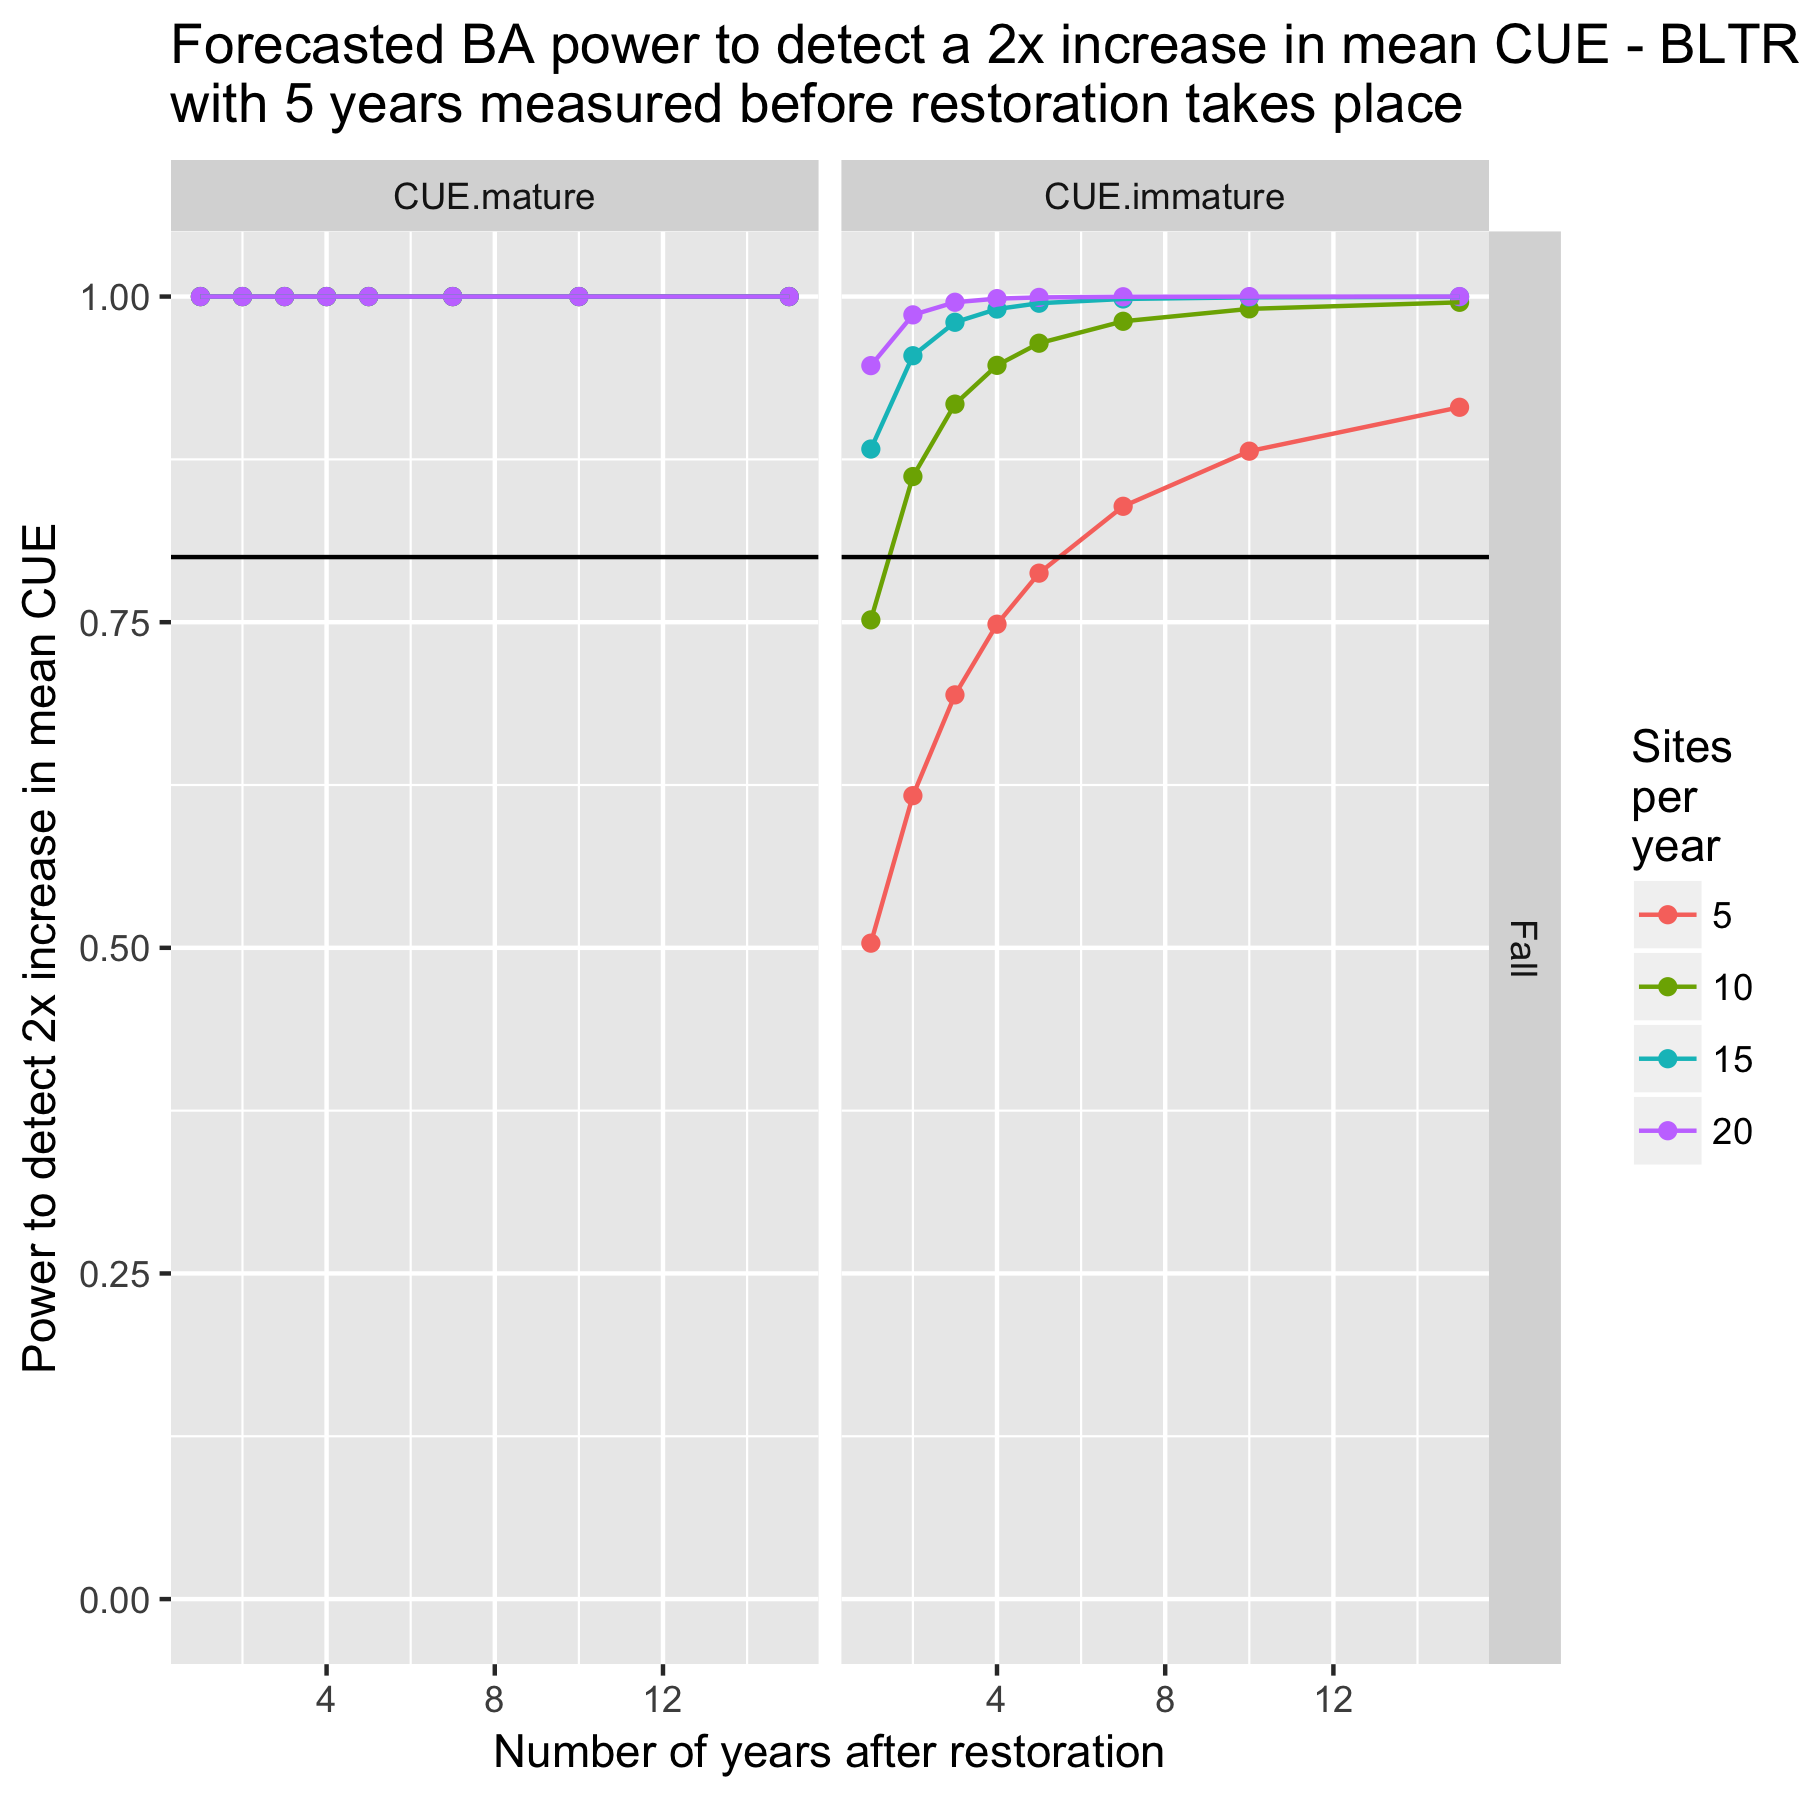 Forecasted BA power to detect a 2x increase in mean CUE - BLTR
with 5 years measured before restoration takes place
CUE.mature
CUE.immature
Power to detect 2x increase in mean CUE
1.00
0.75
0.50
0.25
0.00
Fall
4
8
12
4
8
12
Number of years after restoration
Sites
per
year
5
10
15
20